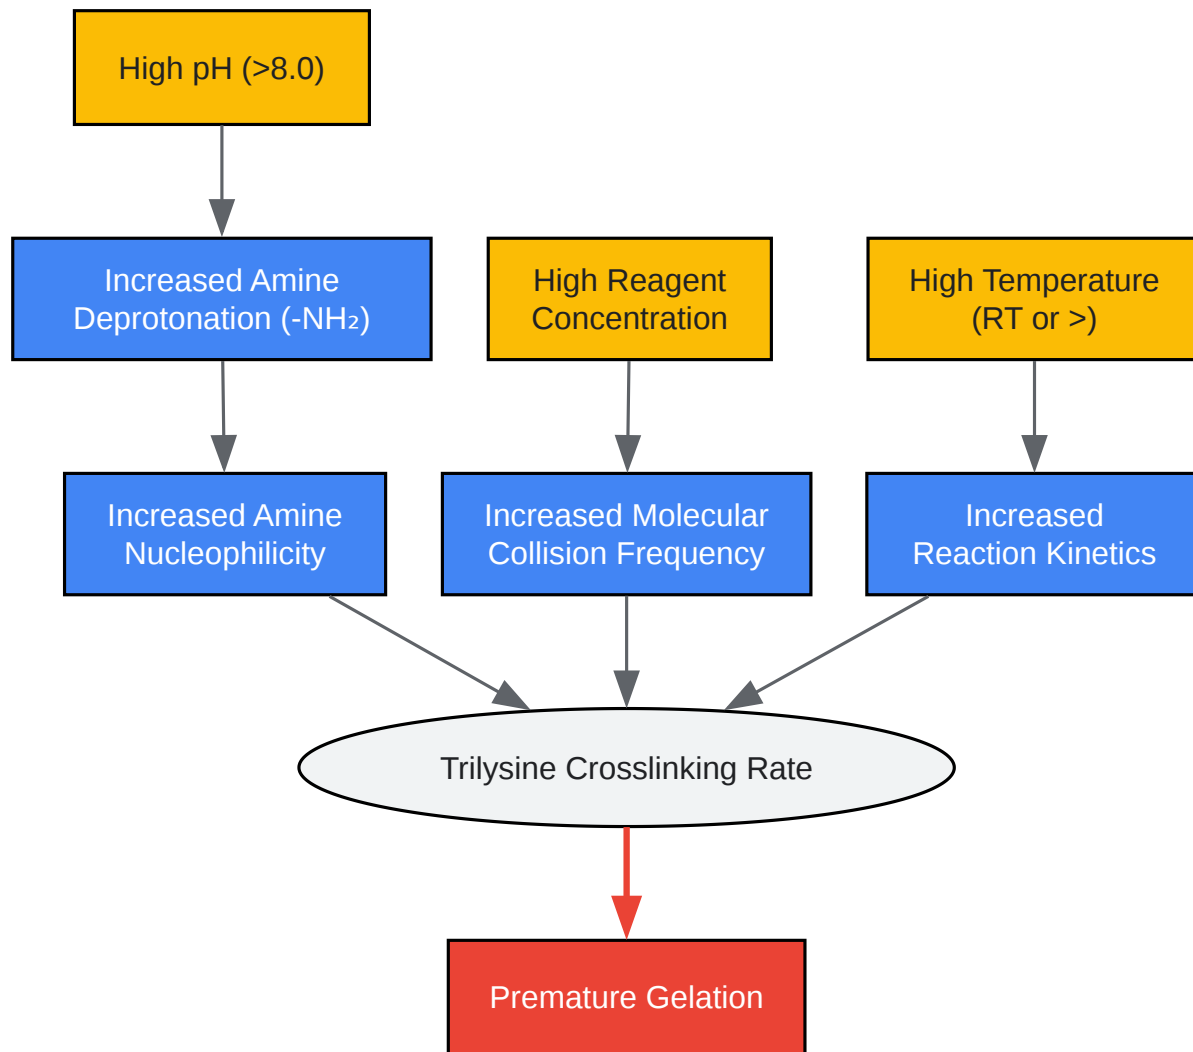 High pH (>8.0)
Increased Amine
Deprotonation (-NH₂)
High Reagent
Concentration
High Temperature
(RT or >)
Increased Amine
Nucleophilicity
Increased Molecular
Collision Frequency
Increased
Reaction Kinetics
Trilysine Crosslinking Rate
Premature Gelation